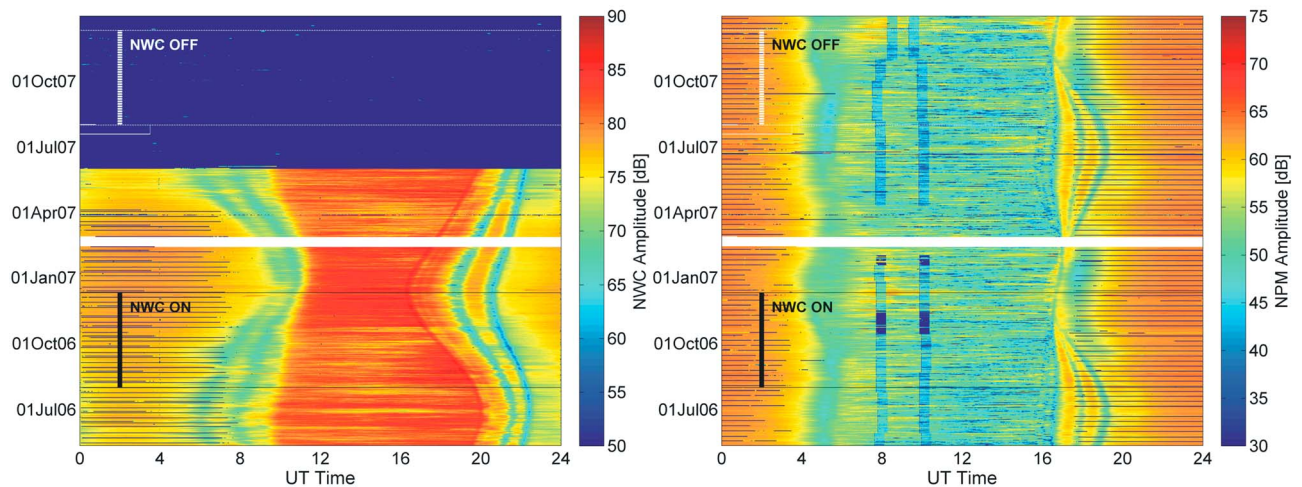 NWC OFF
01Oct07
01Jul07
01Apr07
01Jan07
NWC ON
01Oct06
01Jul06
0 4 8 12 16 20 24
UT Time
90
85
80
75
70
65
60
55
50
NWC Amplitude [dB]
NWC OFF
01Oct07
01Jul07
01Apr07
01Jan07
NWC ON
01Oct06
01Jul06
0 4 8 12 16 20 24
UT Time
75
70
65
60
55
50
45
40
35
30
NPM Amplitude [dB]